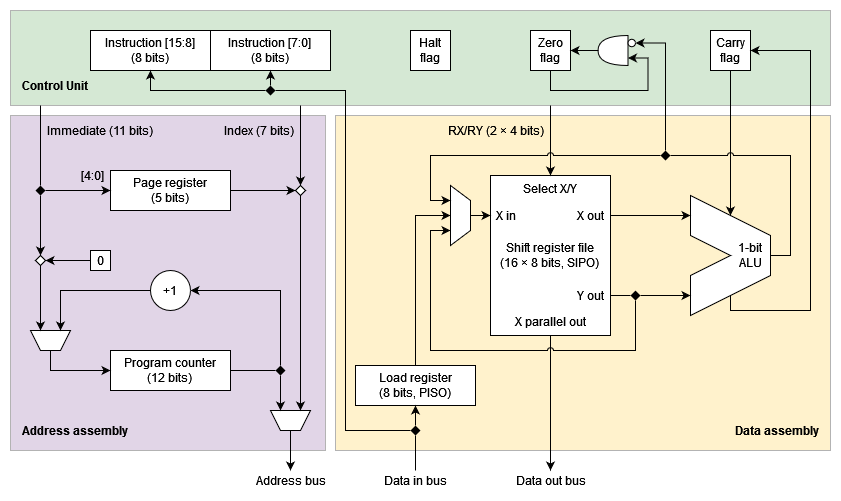 Instruction [15:8]
(8 bits)
Instruction [7:0]
(8 bits)
Halt
flag
Zero
flag
Carry
flag
Control Unit
Immediate (11 bits)
Index (7 bits)
RX/RY (2 × 4 bits)
[4:0]
Page register
(5 bits)
Select X/Y
X in
X out
Shift register file
(16 × 8 bits, SIPO)
1-bit
ALU
0
+1
Y out
X parallel out
Program counter
(12 bits)
Load register
(8 bits, PISO)
Address assembly
Data assembly
Address bus
Data in bus
Data out bus